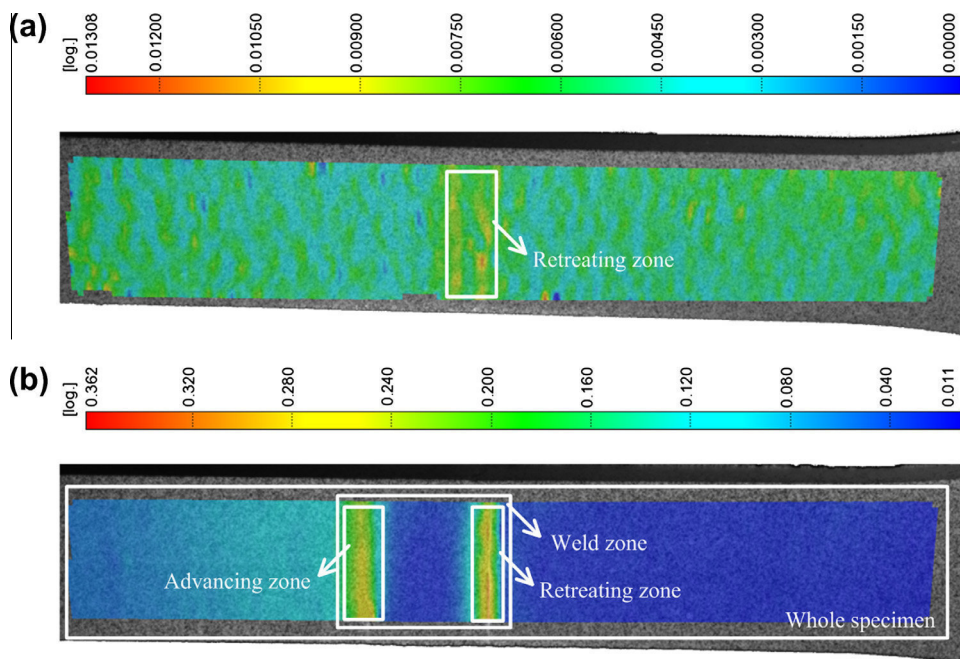 (a)
[log.]
0.01308
0.01200
0.01050
0.00900
0.00750
0.00600
0.00450
0.00300
0.00150
0.00000
Retreating zone
(b)
[log.]
0.362
0.320
0.280
0.240
0.200
0.160
0.120
0.080
0.040
0.011
Weld zone
Advancing zone
Retreating zone
Whole specimen